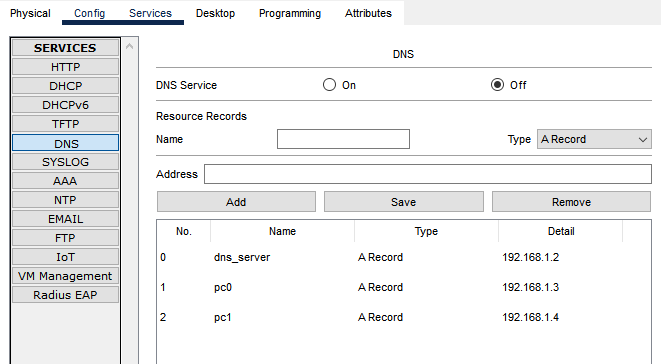 Physical Config Services Desktop Programming Attributes
SERVICES
HTTP
DHCP
DHCPv6
TFTP
DNS
SYSLOG
AAA
NTP
EMAIL
FTP
IoT
VM Management
Radius EAP
DNS
DNS Service On Off
Resource Records
Name Type A Record
Address
Add Save Remove
No. Name Type Detail
0 dns_server A Record 192.168.1.2
1 pc0 A Record 192.168.1.3
2 pc1 A Record 192.168.1.4